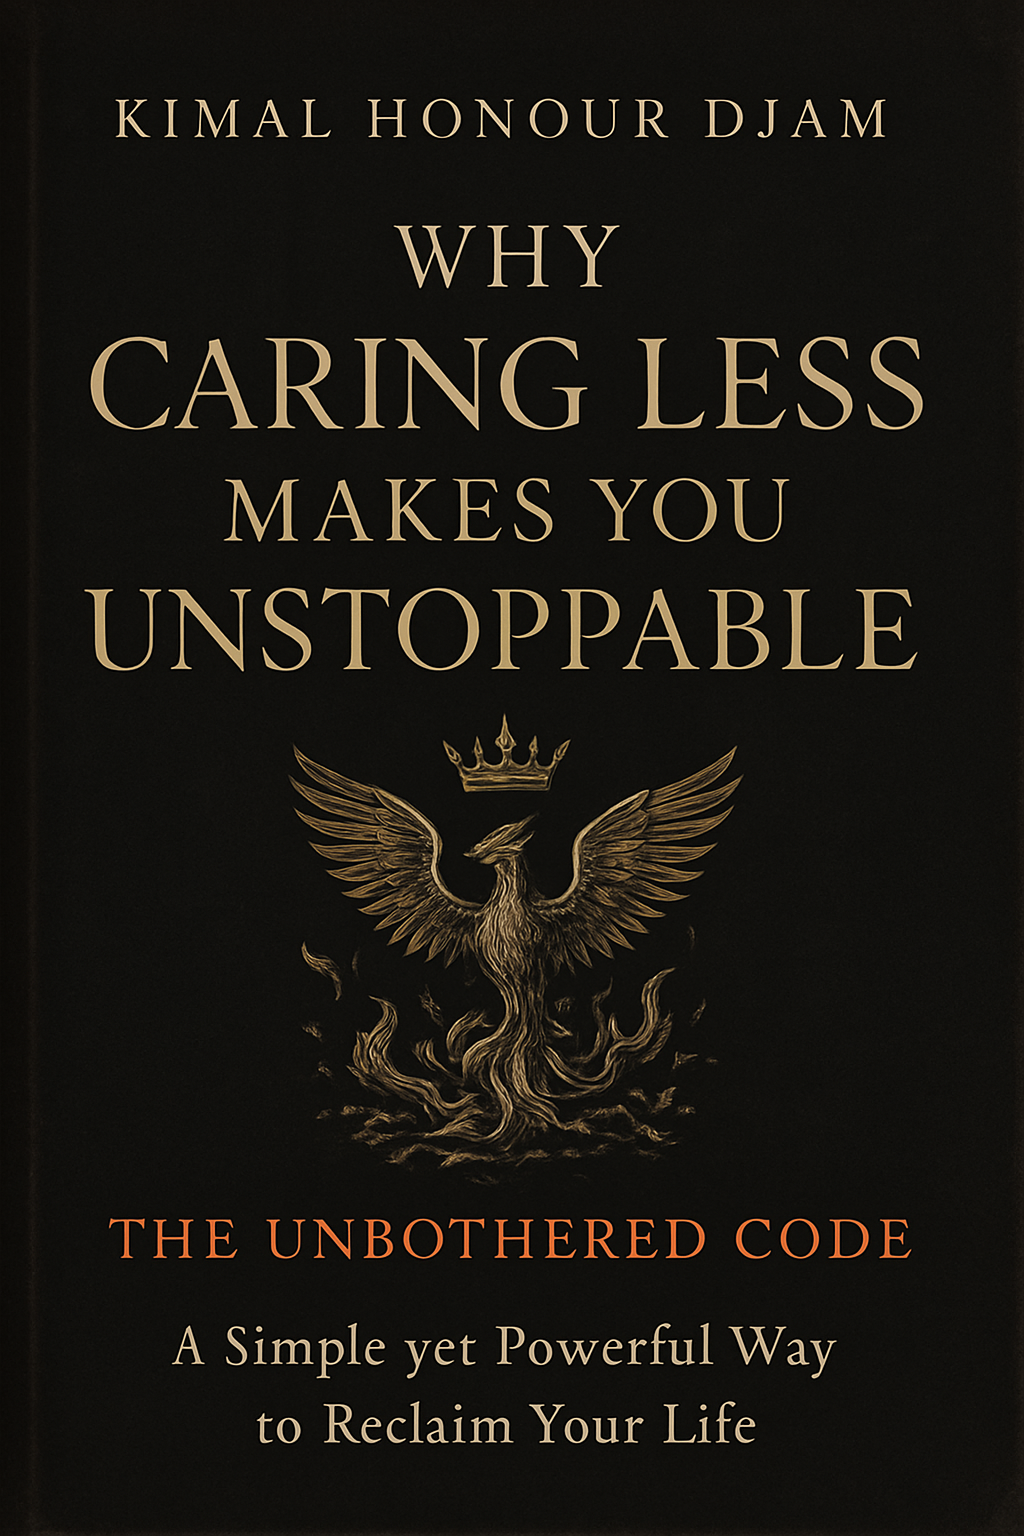 KIMAL HONOUR DJAM
WHY
CARING LESS
MAKES YOU
UNSTOPPABLE
THE UNBOTHERED CODE
A Simple yet Powerful Way
to Reclaim Your Life